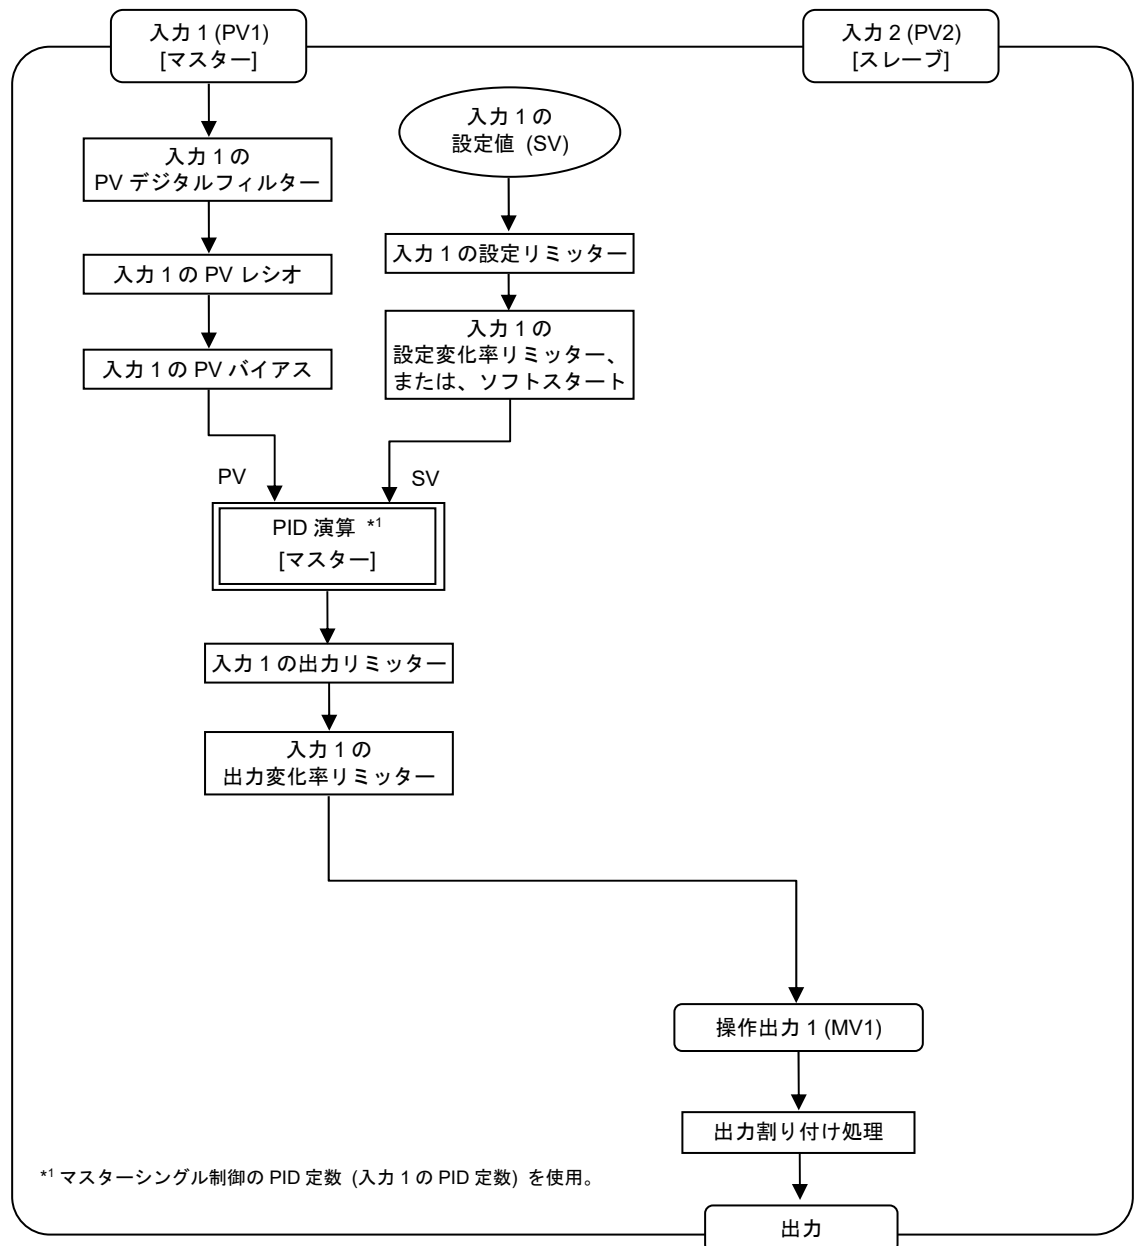 入力 1 (PV1)
[マスター]
入力 2 (PV2)
[スレーブ]
入力 1 の
設定値 (SV)
入力 1 の
PV デジタルフィルター
入力 1 の設定リミッター
入力 1 の PV レシオ
入力 1 の
設定変化率リミッター、
または、ソフトスタート
入力 1 の PV バイアス
PV
SV
PID 演算 *1
[マスター]
入力 1 の出力リミッター
入力 1 の
出力変化率リミッター
操作出力 1 (MV1)
出力割り付け処理
*1 マスターシングル制御の PID 定数 (入力 1 の PID 定数) を使用。
出力